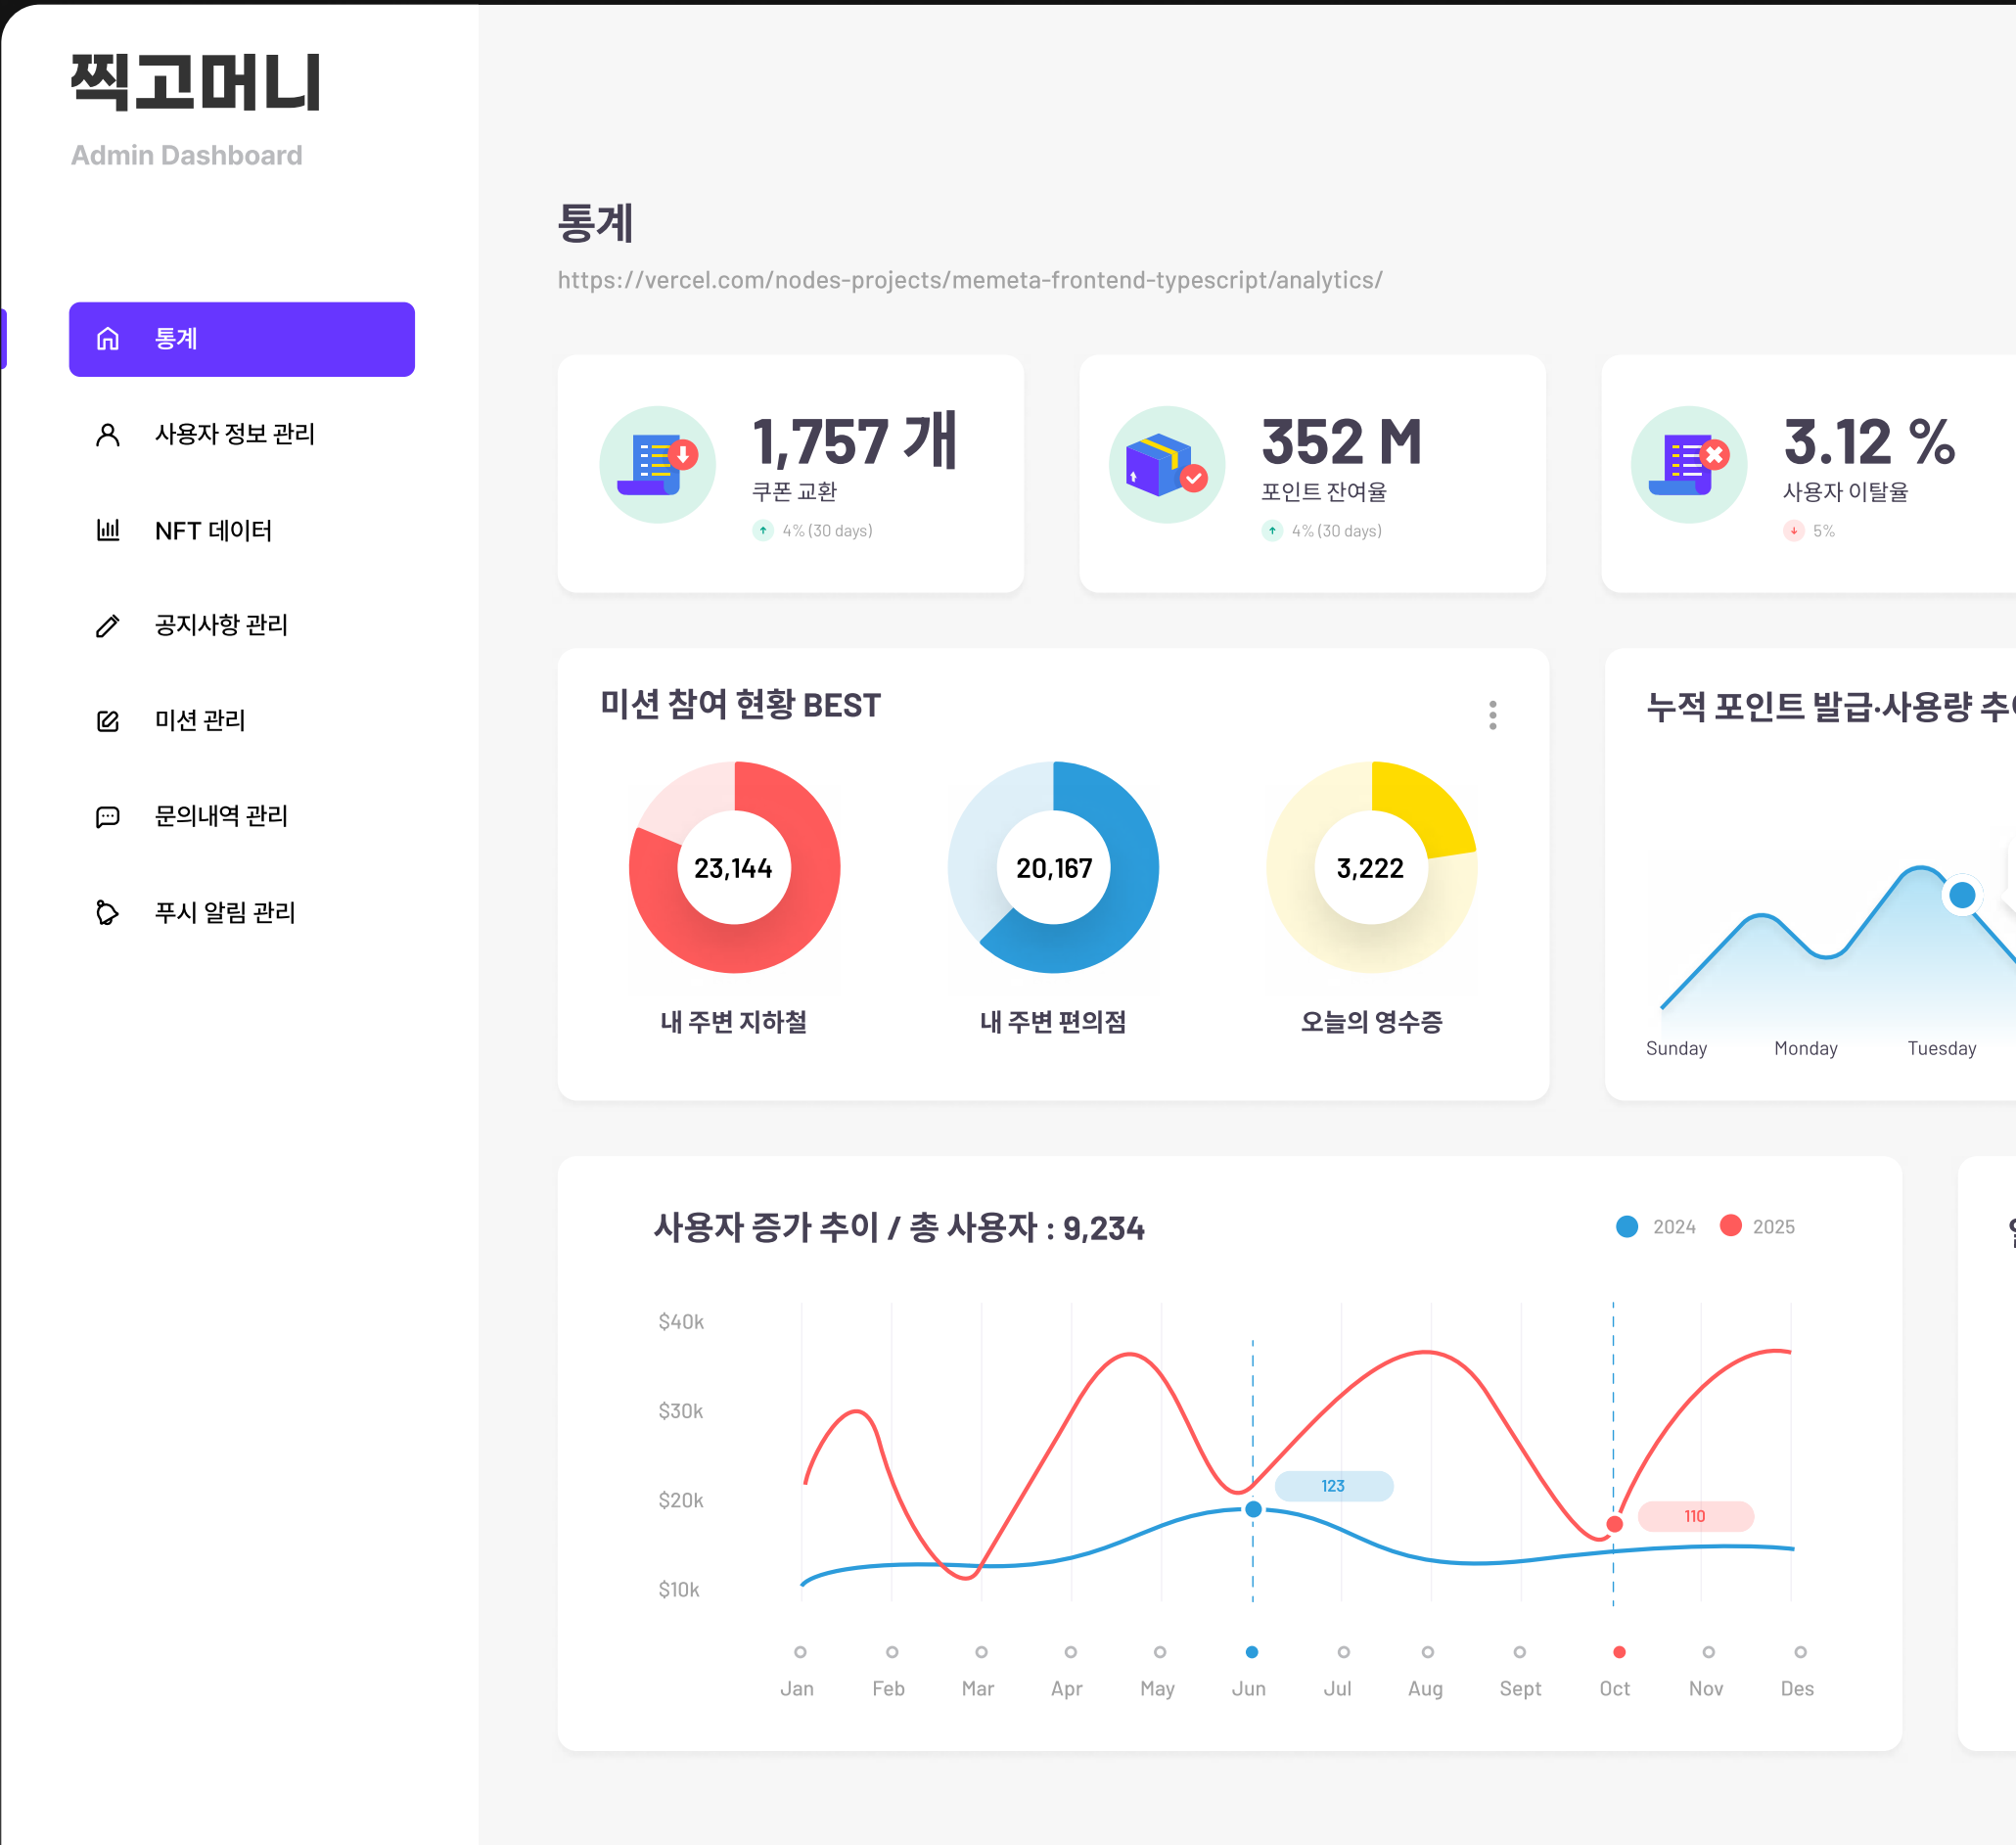 찍고머니
Admin Dashboard
통계
사용자 정보 관리
NFT 데이터
공지사항 관리
미션 관리
문의내역 관리
푸시 알림 관리
통계
https://vercel.com/nodes-projects/memeta-frontend-typescript/analytics/
1,757 개
쿠폰 교환
4% (30 days)
352 M
포인트 잔여율
4% (30 days)
3.12 %
사용자 이탈율
5%
미션 참여 현황 BEST
23,144
20,167
3,222
내 주변 지하철
내 주변 편의점
오늘의 영수증
누적 포인트 발급·사용량
Sunday
Monday
Tuesday
사용자 증가 추이 / 총 사용자 : 9,234
2024
2025
$40k
$30k
$20k
$10k
123
110
Jan
Feb
Mar
Apr
May
Jun
Jul
Aug
Sept
Oct
Nov
Des